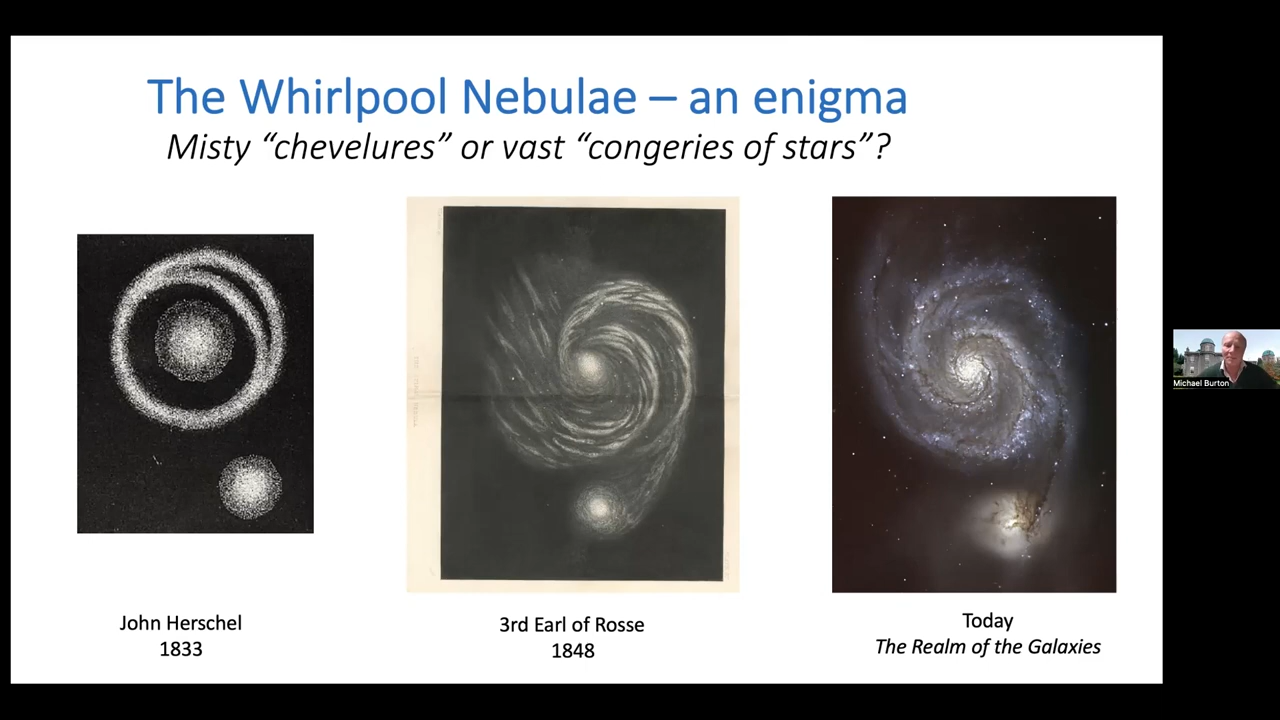 The Whirlpool Nebulae – an enigma
Misty “chevelures” or vast “congeries of stars”?
John Herschel
1833
3rd Earl of Rosse
1848
Today
The Realm of the Galaxies
Michael Burton